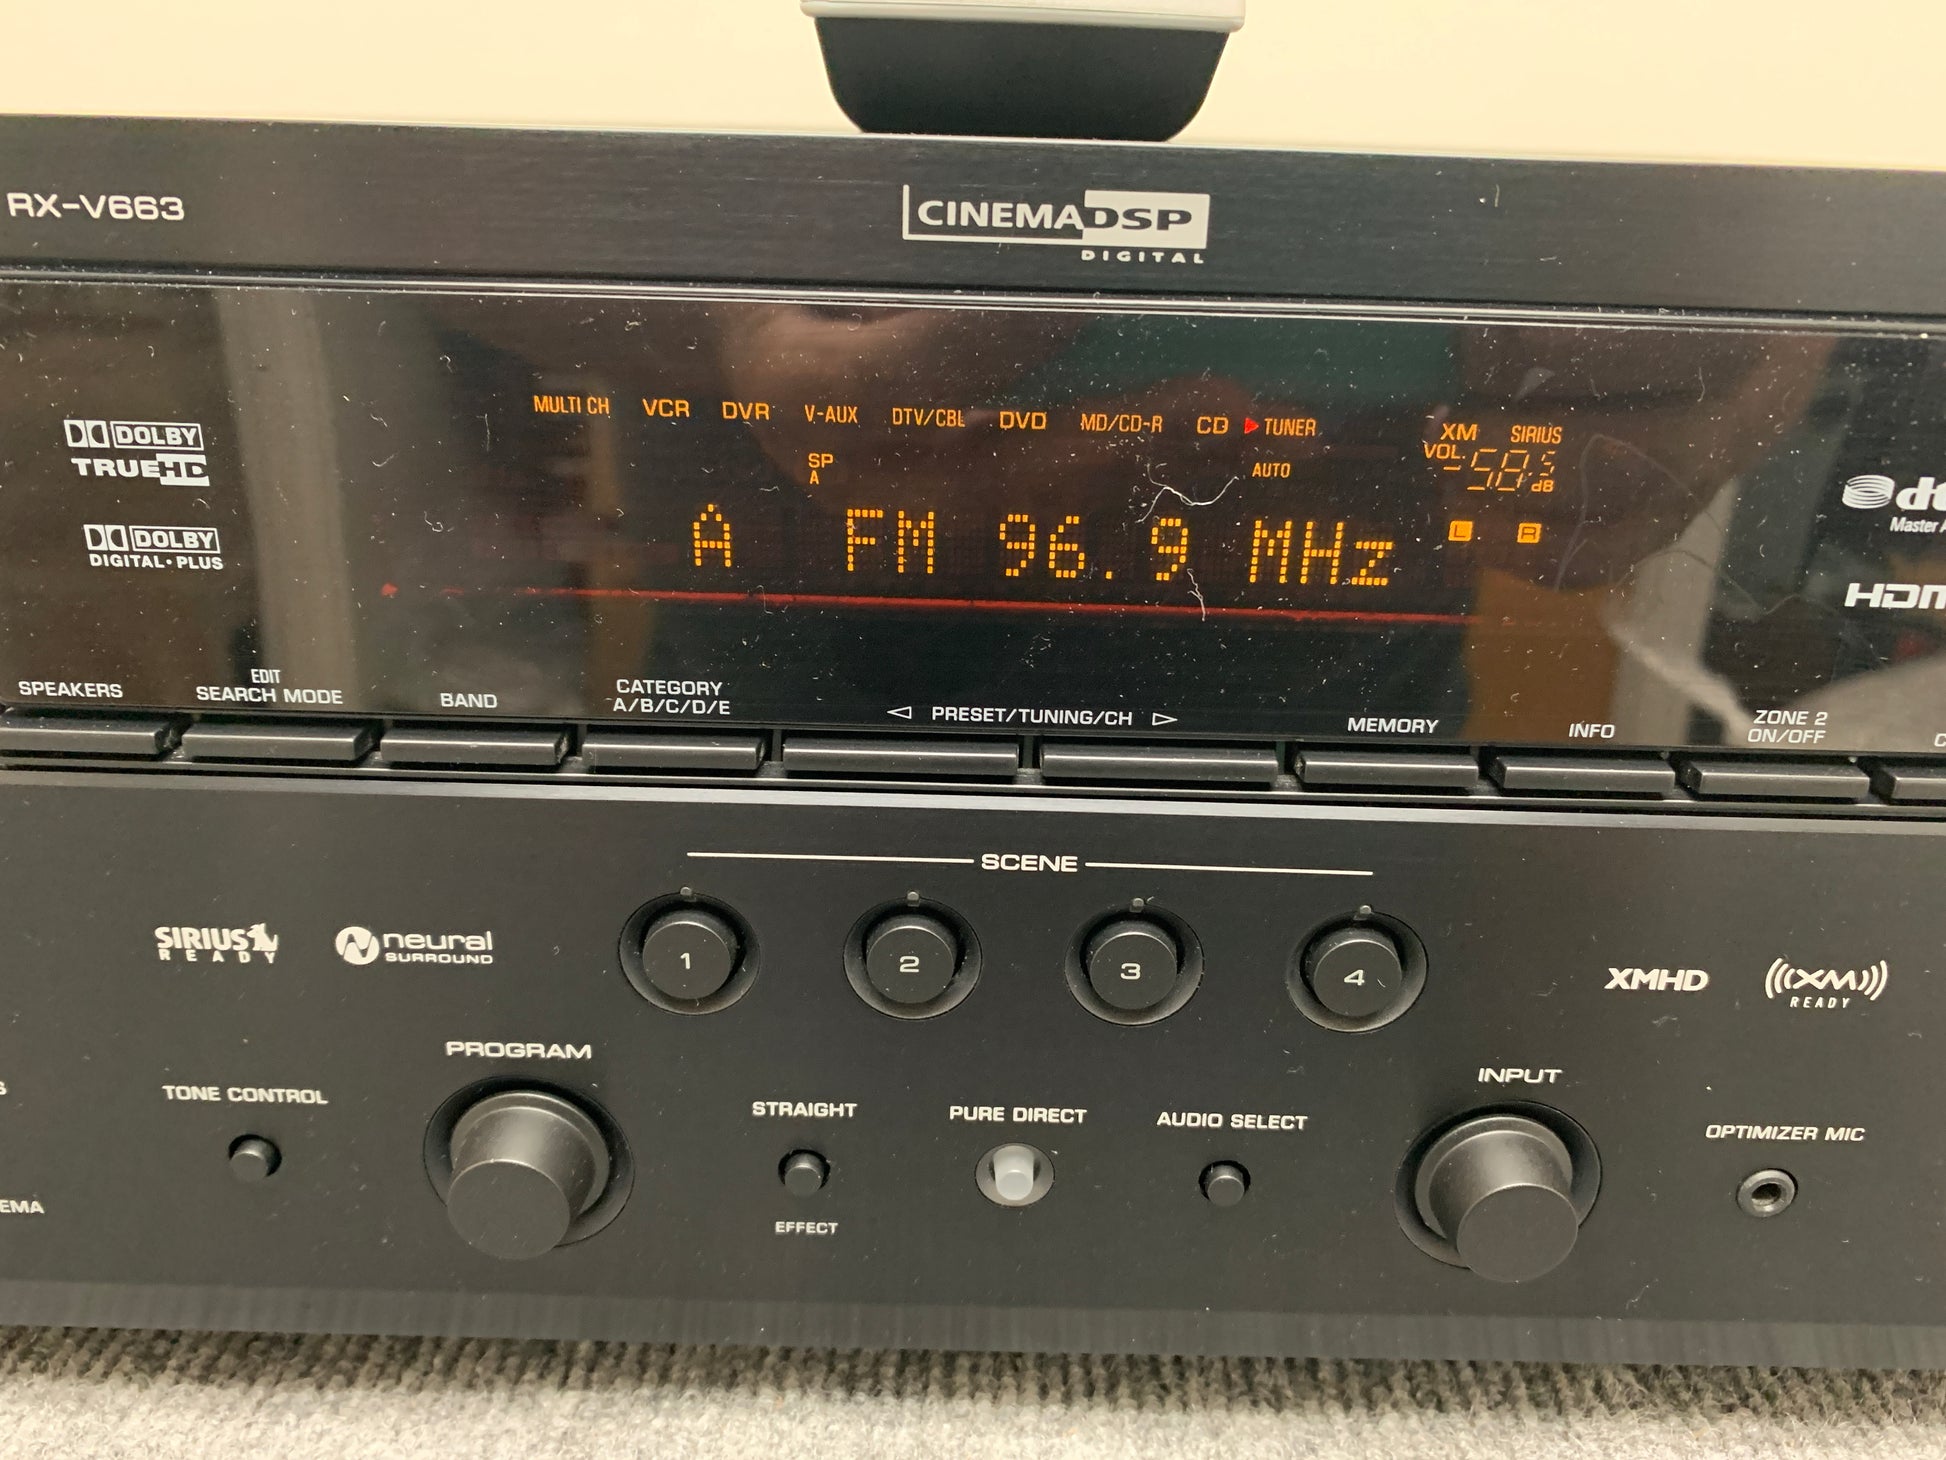 RX-V663
CINEMA DSP
DIGITAL
MULTI CH VCR DVR V-AUX DTV/CBL DVD MD/CD-R CD TUNER XM SIRIUS
SP
A
AUTO
VOL. -58.5 dB
A FM 96.9 MHz
L R
DOLBY
TRUEHD
DOLBY
DIGITAL·PLUS
Master
SPEAKERS
EDIT
SEARCH MODE
BAND
CATEGORY
A/B/C/D/E
PRESET/TUNING/CH
MEMORY
INFO
ZONE 2
ON/OFF
SCENE
1 2 3 4
SIRIUS
READY
neural
SURROUND
XMHD
XM
READY
PROGRAM
TONE CONTROL
STRAIGHT
EFFECT
PURE DIRECT
AUDIO SELECT
INPUT
OPTIMIZER MIC
EMA